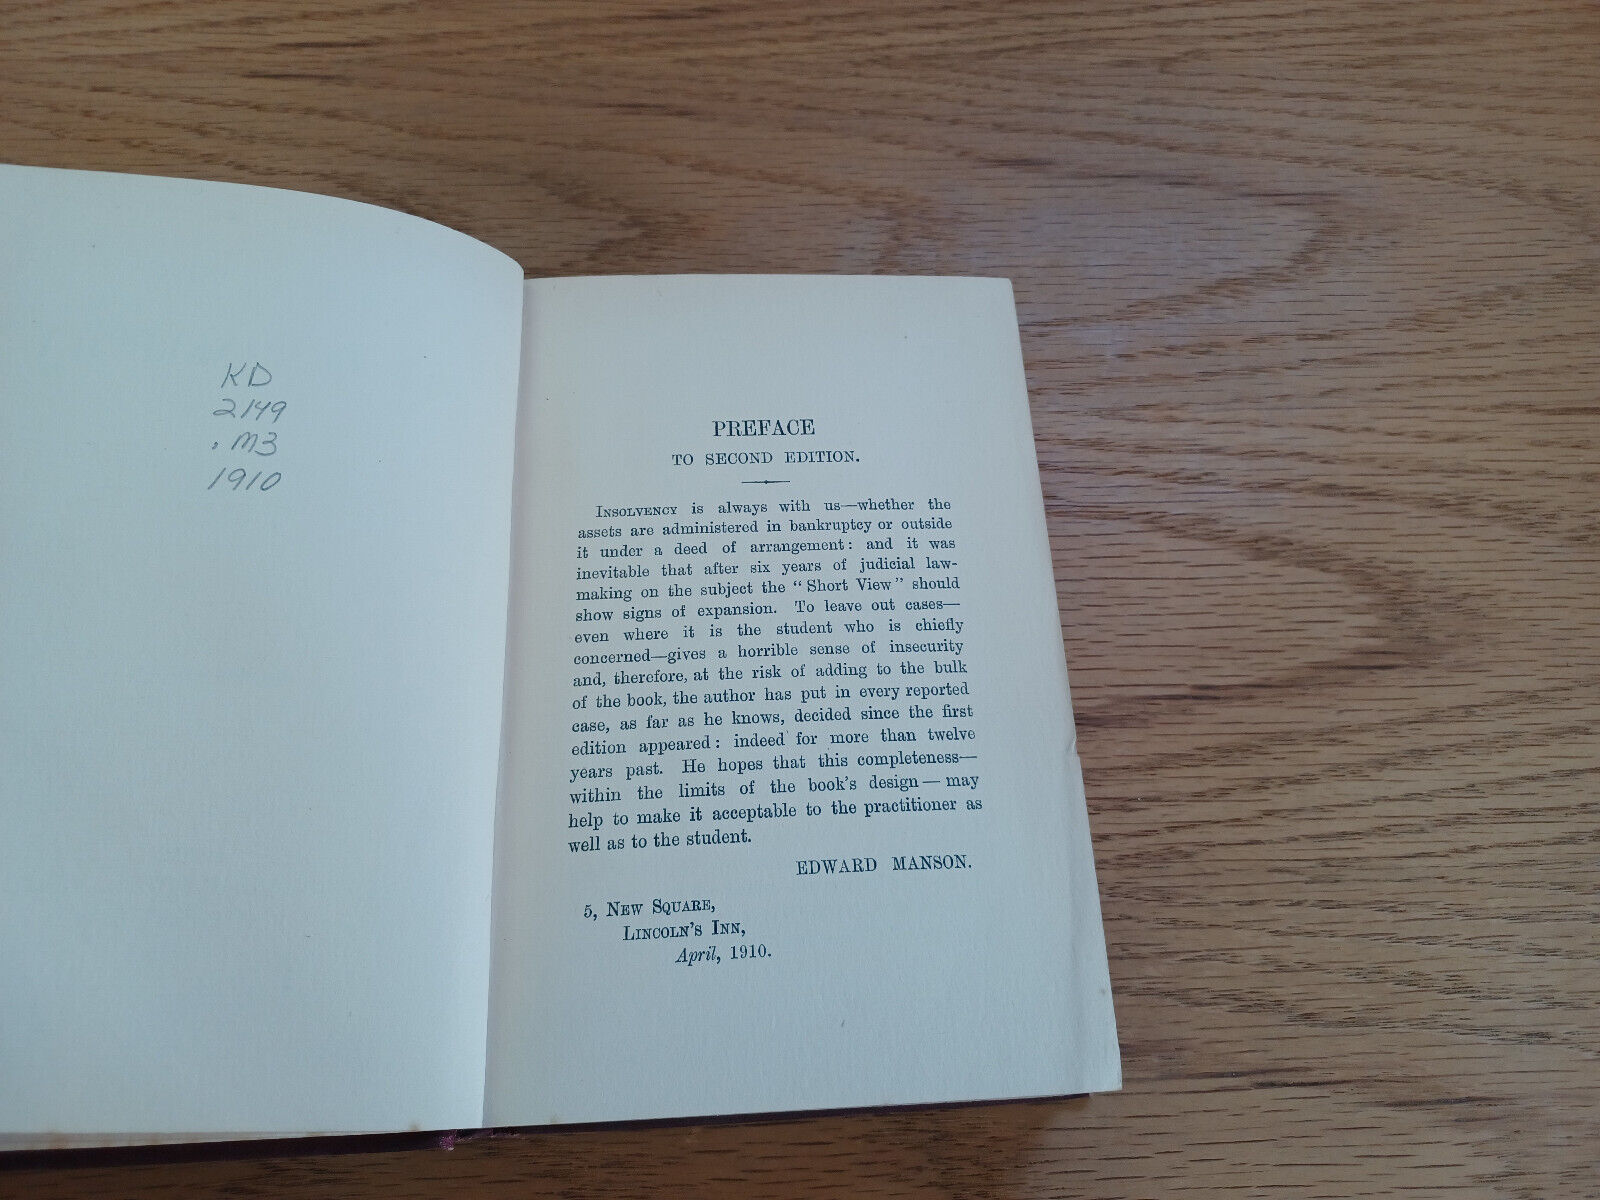 KD
2149
.M3
1910
PREFACE
TO SECOND EDITION.
INSOLVENCY is always with us—whether the
assets are administered in bankruptcy or outside
it under a deed of arrangement: and it was
inevitable that after six years of judicial law-
making on the subject the "Short View" should
show signs of expansion. To leave out cases—
even where it is the student who is chiefly
concerned—gives a horrible sense of insecurity
and, therefore, at the risk of adding to the bulk
of the book, the author has put in every reported
case, as far as he knows, decided since the first
edition appeared: indeed for more than twelve
years past. He hopes that this completeness—
within the limits of the book's design—may
help to make it acceptable to the practitioner as
well as to the student.
EDWARD MANSON.
5, NEW SQUARE,
LINCOLN'S INN,
April, 1910.